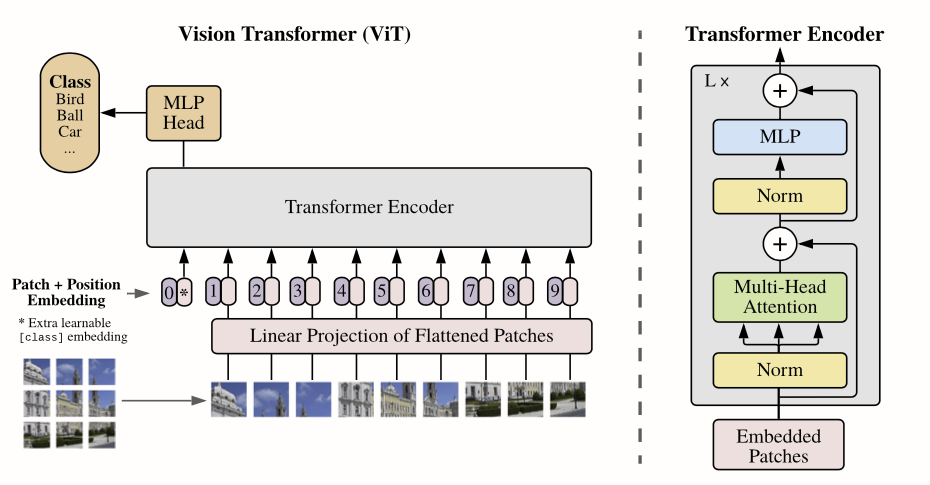 Vision Transformer (ViT)
Class
Bird
Ball
Car
...
MLP
Head
Transformer Encoder
Patch + Position
Embedding
0 * 1 2 3 4 5 6 7 8 9
* Extra learnable
[class] embedding
Linear Projection of Flattened Patches
Transformer Encoder
L x
+
MLP
Norm
+
Multi-Head
Attention
Norm
Embedded
Patches